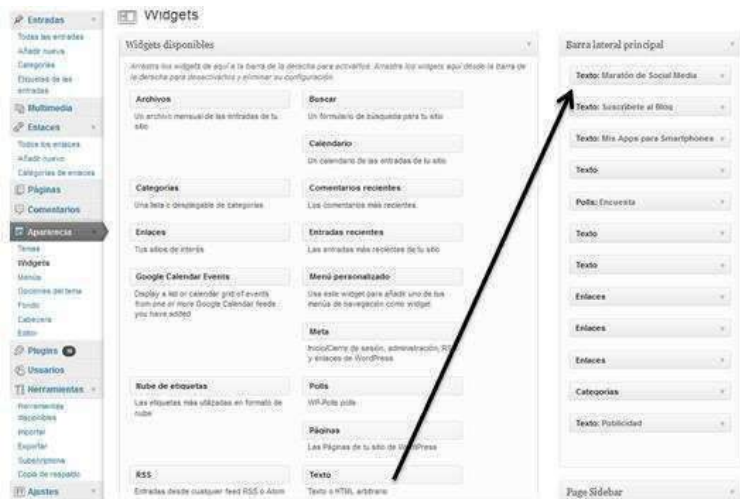 Entradas
Todas las entradas
Añadir nueva
Categorías
Etiquetas de las
entradas
Multimedia
Enlaces
Todos los enlaces
Añadir nuevo
Categorías de enlaces
Páginas
Comentarios
Apariencia
Temas
Widgets
Menús
Opciones del tema
Fondo
Cabecera
Editor
Plugins
Usuarios
Herramientas
Herramientas
disponibles
Importar
Exportar
Subscriptions
Copia de respaldo
Ajustes
Widgets
Widgets disponibles
Arrastra los widgets de aquí a la barra de la derecha para activarlos. Arrastra los widgets aquí desde la barra de
la derecha para desactivarlos y eliminar su configuración.
Archivos
Un archivo mensual de las entradas de tu
sitio
Buscar
Un formulario de búsqueda para tu sitio
Calendario
Un calendario de las entradas de tu sitio
Categorías
Una lista o desplegable de categorías.
Comentarios recientes
Los comentarios más recientes.
Enlaces
Tus sitios de interés
Entradas recientes
Las entradas más recientes de tu sitio
Google Calendar Events
Display a list or calendar grid of events
from one or more Google Calendar feeds
you have added
Menú personalizado
Usa este widget para añadir uno de tus
menús de navegación como widget.
Meta
Inicio/Cierre de sesión, administración, RSS
y enlaces de WordPress
Nube de etiquetas
Las etiquetas más utilizadas en formato de
nube
Polls
WP-Polls polls
Páginas
Las Páginas de tu sitio de WordPress
RSS
Entradas desde cualquier feed RSS o Atom
Texto
Texto o HTML arbitrario
Barra lateral principal
Texto: Maratón de Social Media
Texto: Suscríbete al Blog
Texto: Mis Apps para Smartphones
Texto
Polls: Encuesta
Texto
Texto
Enlaces
Enlaces
Enlaces
Categorías
Texto: Publicidad
Page Sidebar